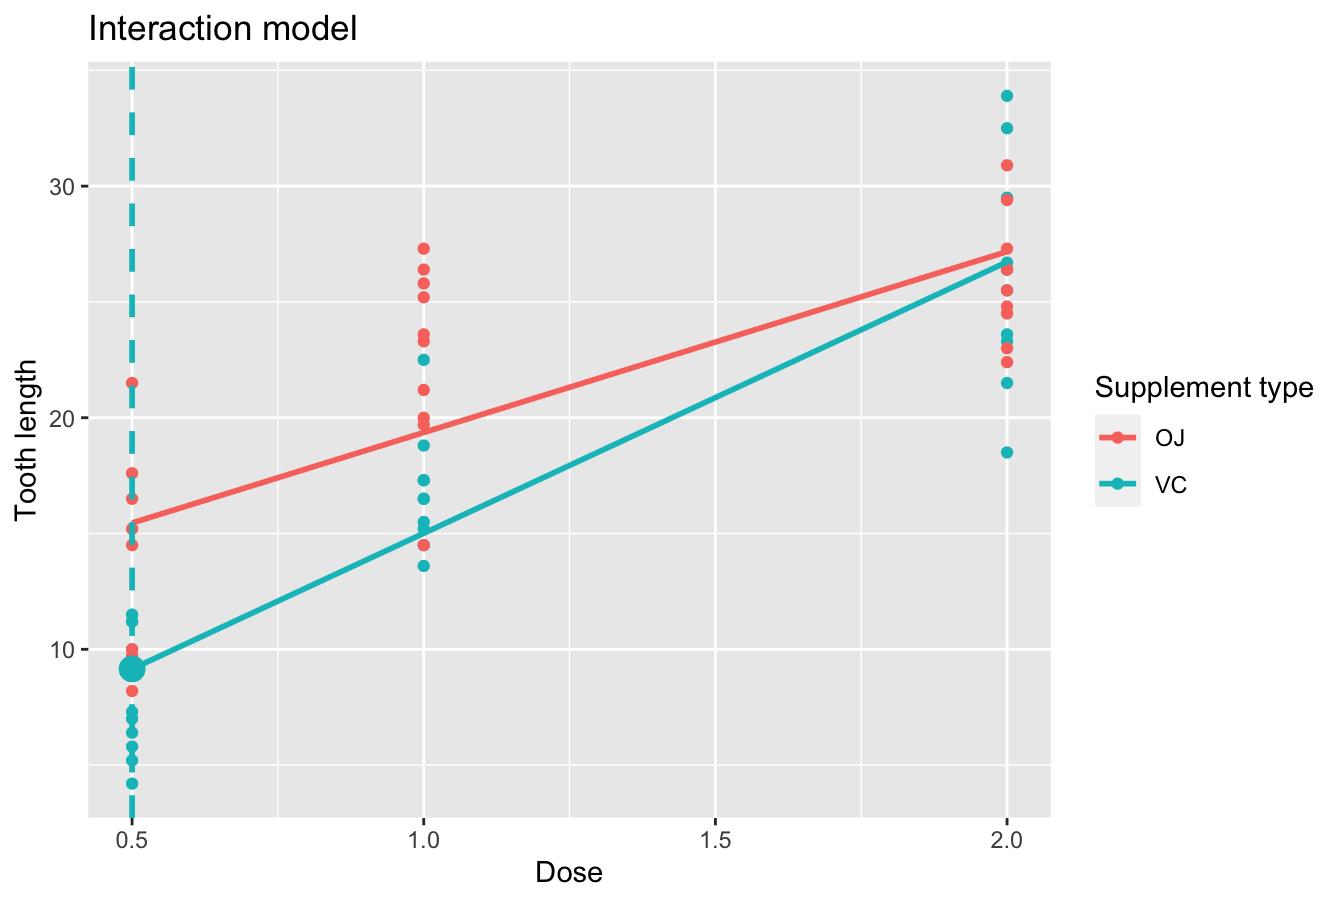 Interaction model
30
20
10
Tooth length
0.5
1.0
1.5
2.0
Dose
Supplement type
OJ
VC